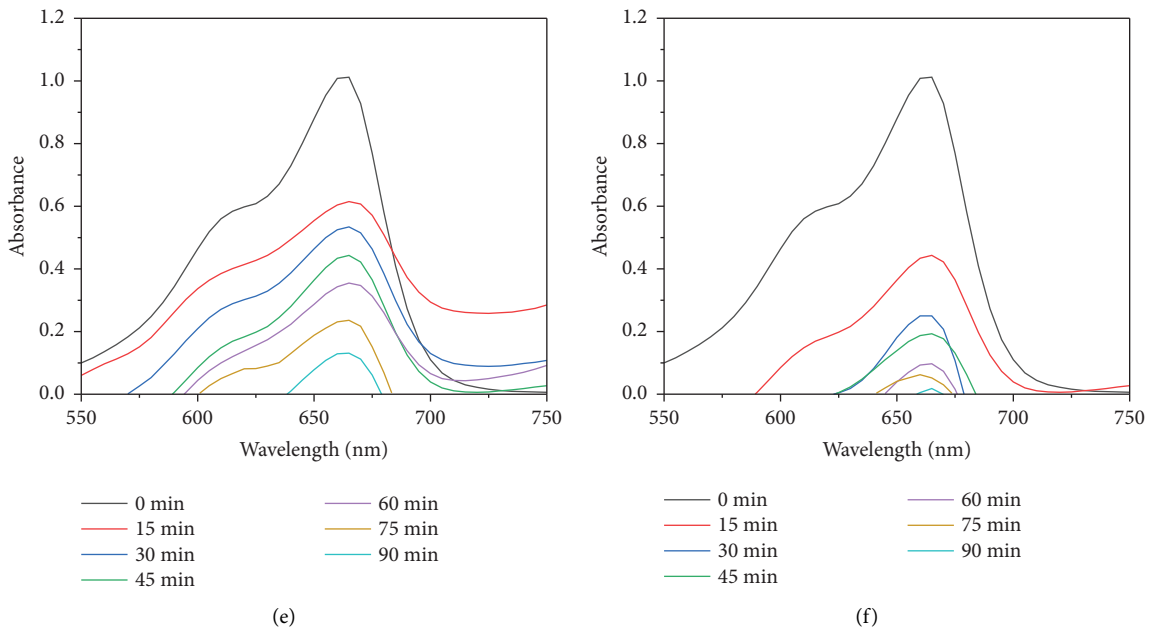 1.2
1.0
0.8
0.6
0.4
0.2
0.0
Absorbance
550 600 650 700 750
Wavelength (nm)
0 min
15 min
30 min
45 min
60 min
75 min
90 min
(e)
1.2
1.0
0.8
0.6
0.4
0.2
0.0
Absorbance
550 600 650 700 750
Wavelength (nm)
0 min
15 min
30 min
45 min
60 min
75 min
90 min
(f)